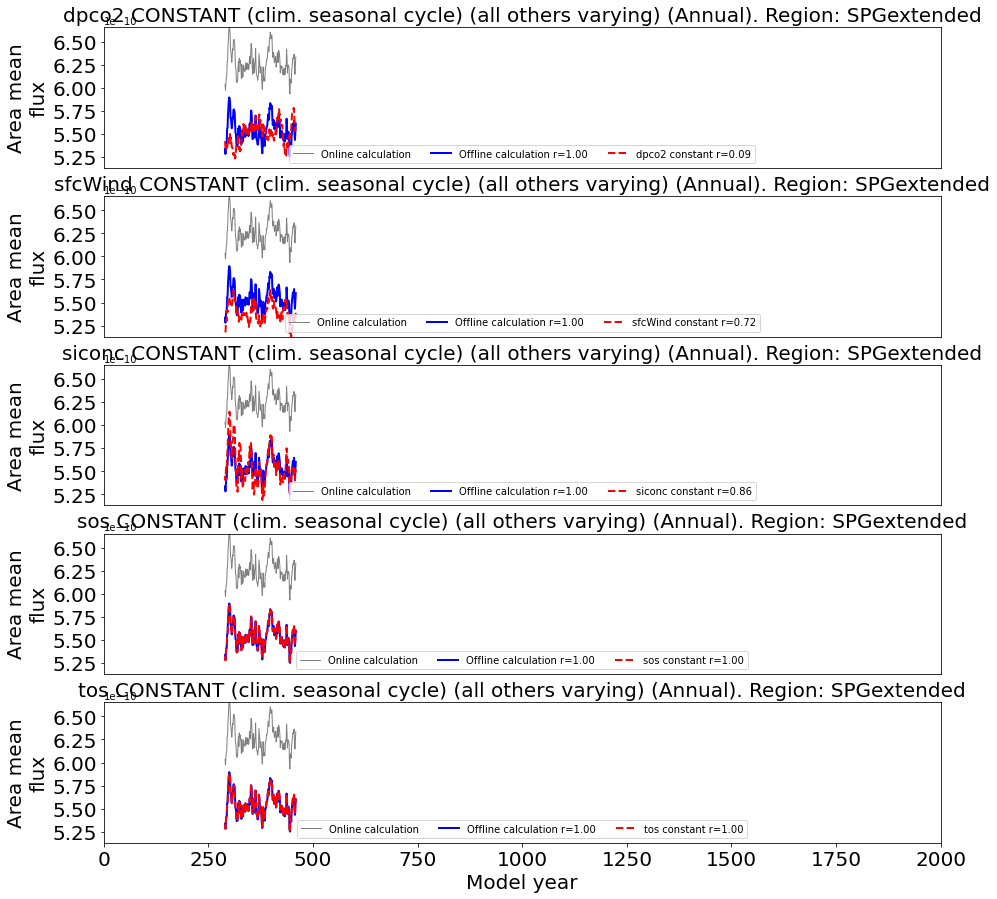 dpco2 CONSTANT (clim. seasonal cycle) (all others varying) (Annual). Region: SPGextended
1e−10
Area mean
flux
6.50
6.25
6.00
5.75
5.50
5.25
Online calculation
Offline calculation r=1.00
dpco2 constant r=0.09
sfcWind CONSTANT (clim. seasonal cycle) (all others varying) (Annual). Region: SPGextended
1e−10
Area mean
flux
6.50
6.25
6.00
5.75
5.50
5.25
Online calculation
Offline calculation r=1.00
sfcWind constant r=0.72
siconc CONSTANT (clim. seasonal cycle) (all others varying) (Annual). Region: SPGextended
1e−10
Area mean
flux
6.50
6.25
6.00
5.75
5.50
5.25
Online calculation
Offline calculation r=1.00
siconc constant r=0.86
sos CONSTANT (clim. seasonal cycle) (all others varying) (Annual). Region: SPGextended
1e−10
Area mean
flux
6.50
6.25
6.00
5.75
5.50
5.25
Online calculation
Offline calculation r=1.00
sos constant r=1.00
tos CONSTANT (clim. seasonal cycle) (all others varying) (Annual). Region: SPGextended
1e−10
Area mean
flux
6.50
6.25
6.00
5.75
5.50
5.25
Online calculation
Offline calculation r=1.00
tos constant r=1.00
0
250
500
750
1000
1250
1500
1750
2000
Model year